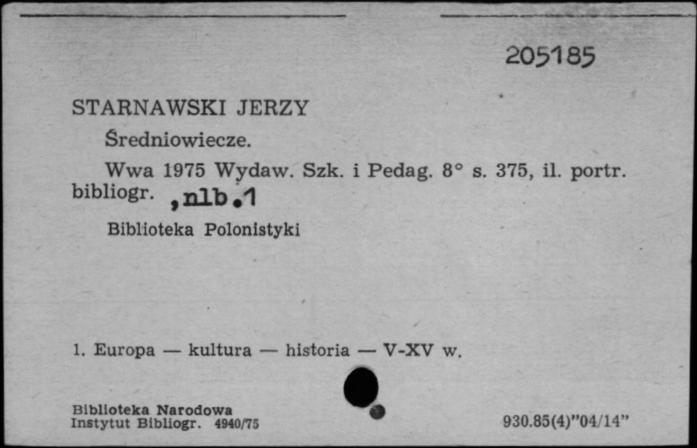 205185
STARNAWSKI JERZY
Średniowiecze.
Wwa 1975 Wydaw. Szk. i Pedag. 8° s. 375, il. portr.
bibliogr. , nlb.1
Biblioteka Polonistyki
1. Europa — kultura — historia — V-XV w.
Biblioteka Narodowa
Instytut Bibliogr. 4940/75
930.85(4)”04/14”